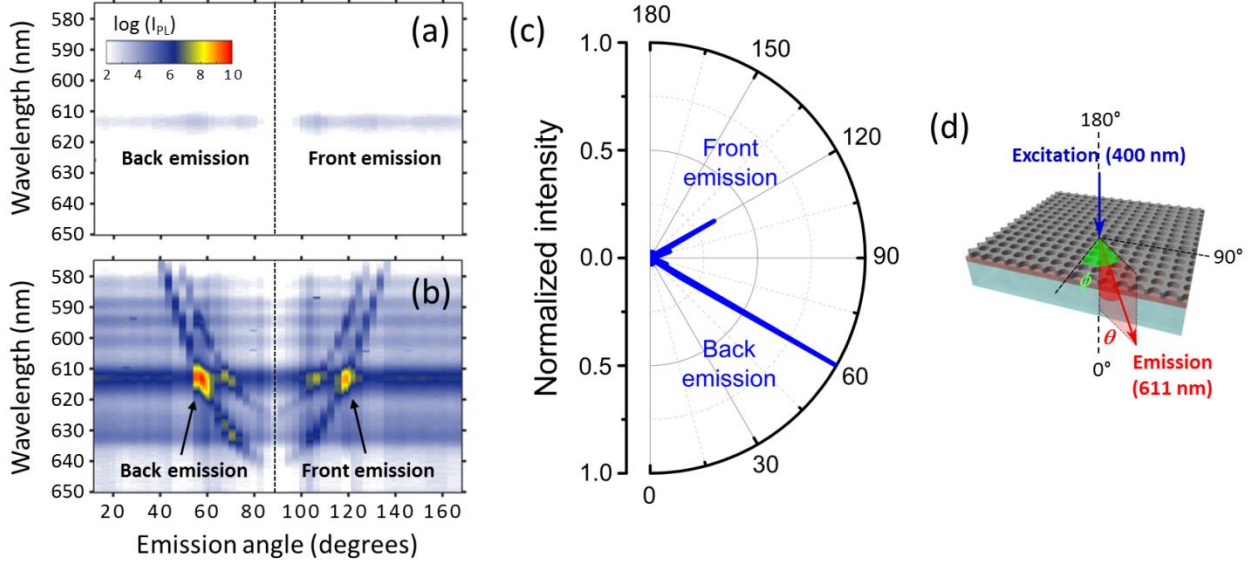 (a)
log (I_PL)
2 4 6 8 10
Wavelength (nm)
580
590
600
610
620
630
640
650
Back emission Front emission
(b)
Wavelength (nm)
580
590
600
610
620
630
640
650
Back emission Front emission
20 40 60 80 100 120 140 160
Emission angle (degrees)
(c)
Normalized intensity
1.0
0.5
0.0
0.5
1.0
180
150
120
90
60
30
0
Front
emission
Back
emission
(d)
180°
Excitation (400 nm)
90°
ϕ
θ
0°
Emission
(611 nm)